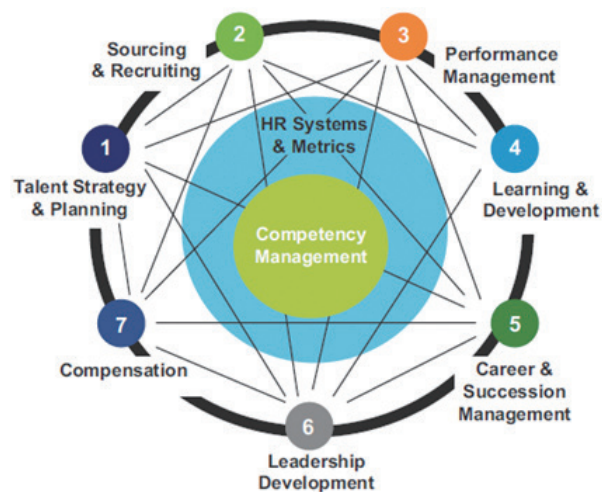 2
Sourcing
& Recruiting
3
Performance
Management
HR Systems
& Metrics
1
Talent Strategy
& Planning
4
Learning &
Development
Competency
Management
7
Compensation
5
Career &
Succession
Management
6
Leadership
Development